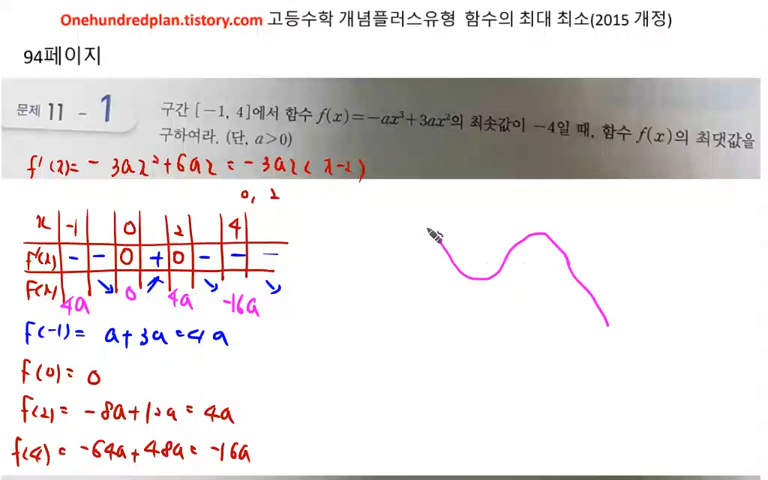 Onehundredplan.tistory.com 고등수학 개념플러스유형 함수의 최대 최소(2015 개정)
94페이지
문제 11 - 1 구간 [-1, 4]에서 함수 f(x)=-ax³+3ax²의 최솟값이 -4일 때, 함수 f(x)의 최댓값을
구하여라. (단, a>0)
f'(x)= - 3ax²+6ax = -3ax(x-2)
0, 2
x -1 0 2 4
f'(x) - - 0 + 0 - - -
f(x) 4a ↘ 0 ↗ 4a ↘ -16a ↘
f(-1)= a+3a=4a
f(0)= 0
f(2)= -8a+12a=4a
f(4)= -64a+48a=-16a